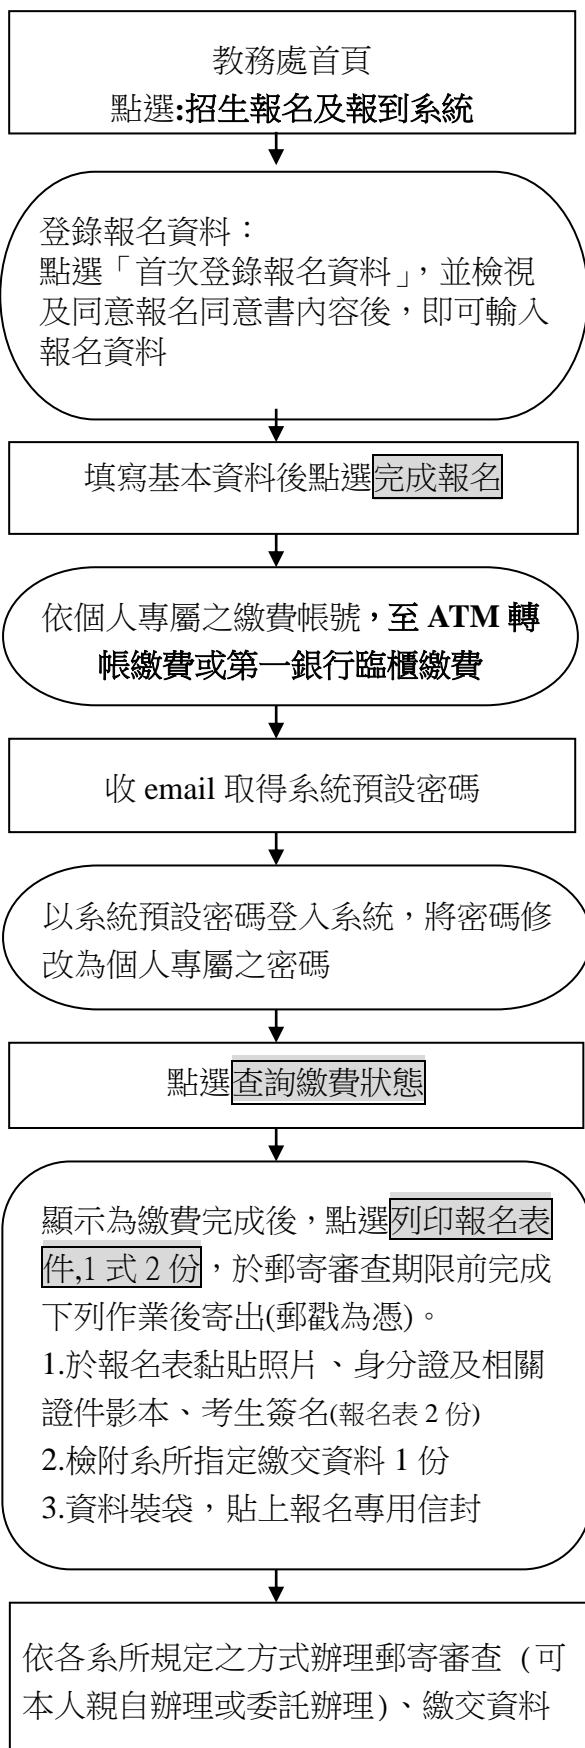 教務處首頁
點選:招生報名及報到系統
登錄報名資料：
點選「首次登錄報名資料」，並檢視
及同意報名同意書內容後，即可輸入
報名資料
填寫基本資料後點選完成報名
依個人專屬之繳費帳號，至 ATM 轉
帳繳費或第一銀行臨櫃繳費
收 email 取得系統預設密碼
以系統預設密碼登入系統，將密碼修
改為個人專屬之密碼
點選查詢繳費狀態
顯示為繳費完成後，點選列印報名表
件,1 式 2 份，於郵寄審查期限前完成
下列作業後寄出(郵戳為憑)。
1.於報名表黏貼照片、身分證及相關
證件影本、考生簽名(報名表 2 份)
2.檢附系所指定繳交資料 1 份
3.資料裝袋，貼上報名專用信封
依各系所規定之方式辦理郵寄審查（可
本人親自辦理或委託辦理）、繳交資料